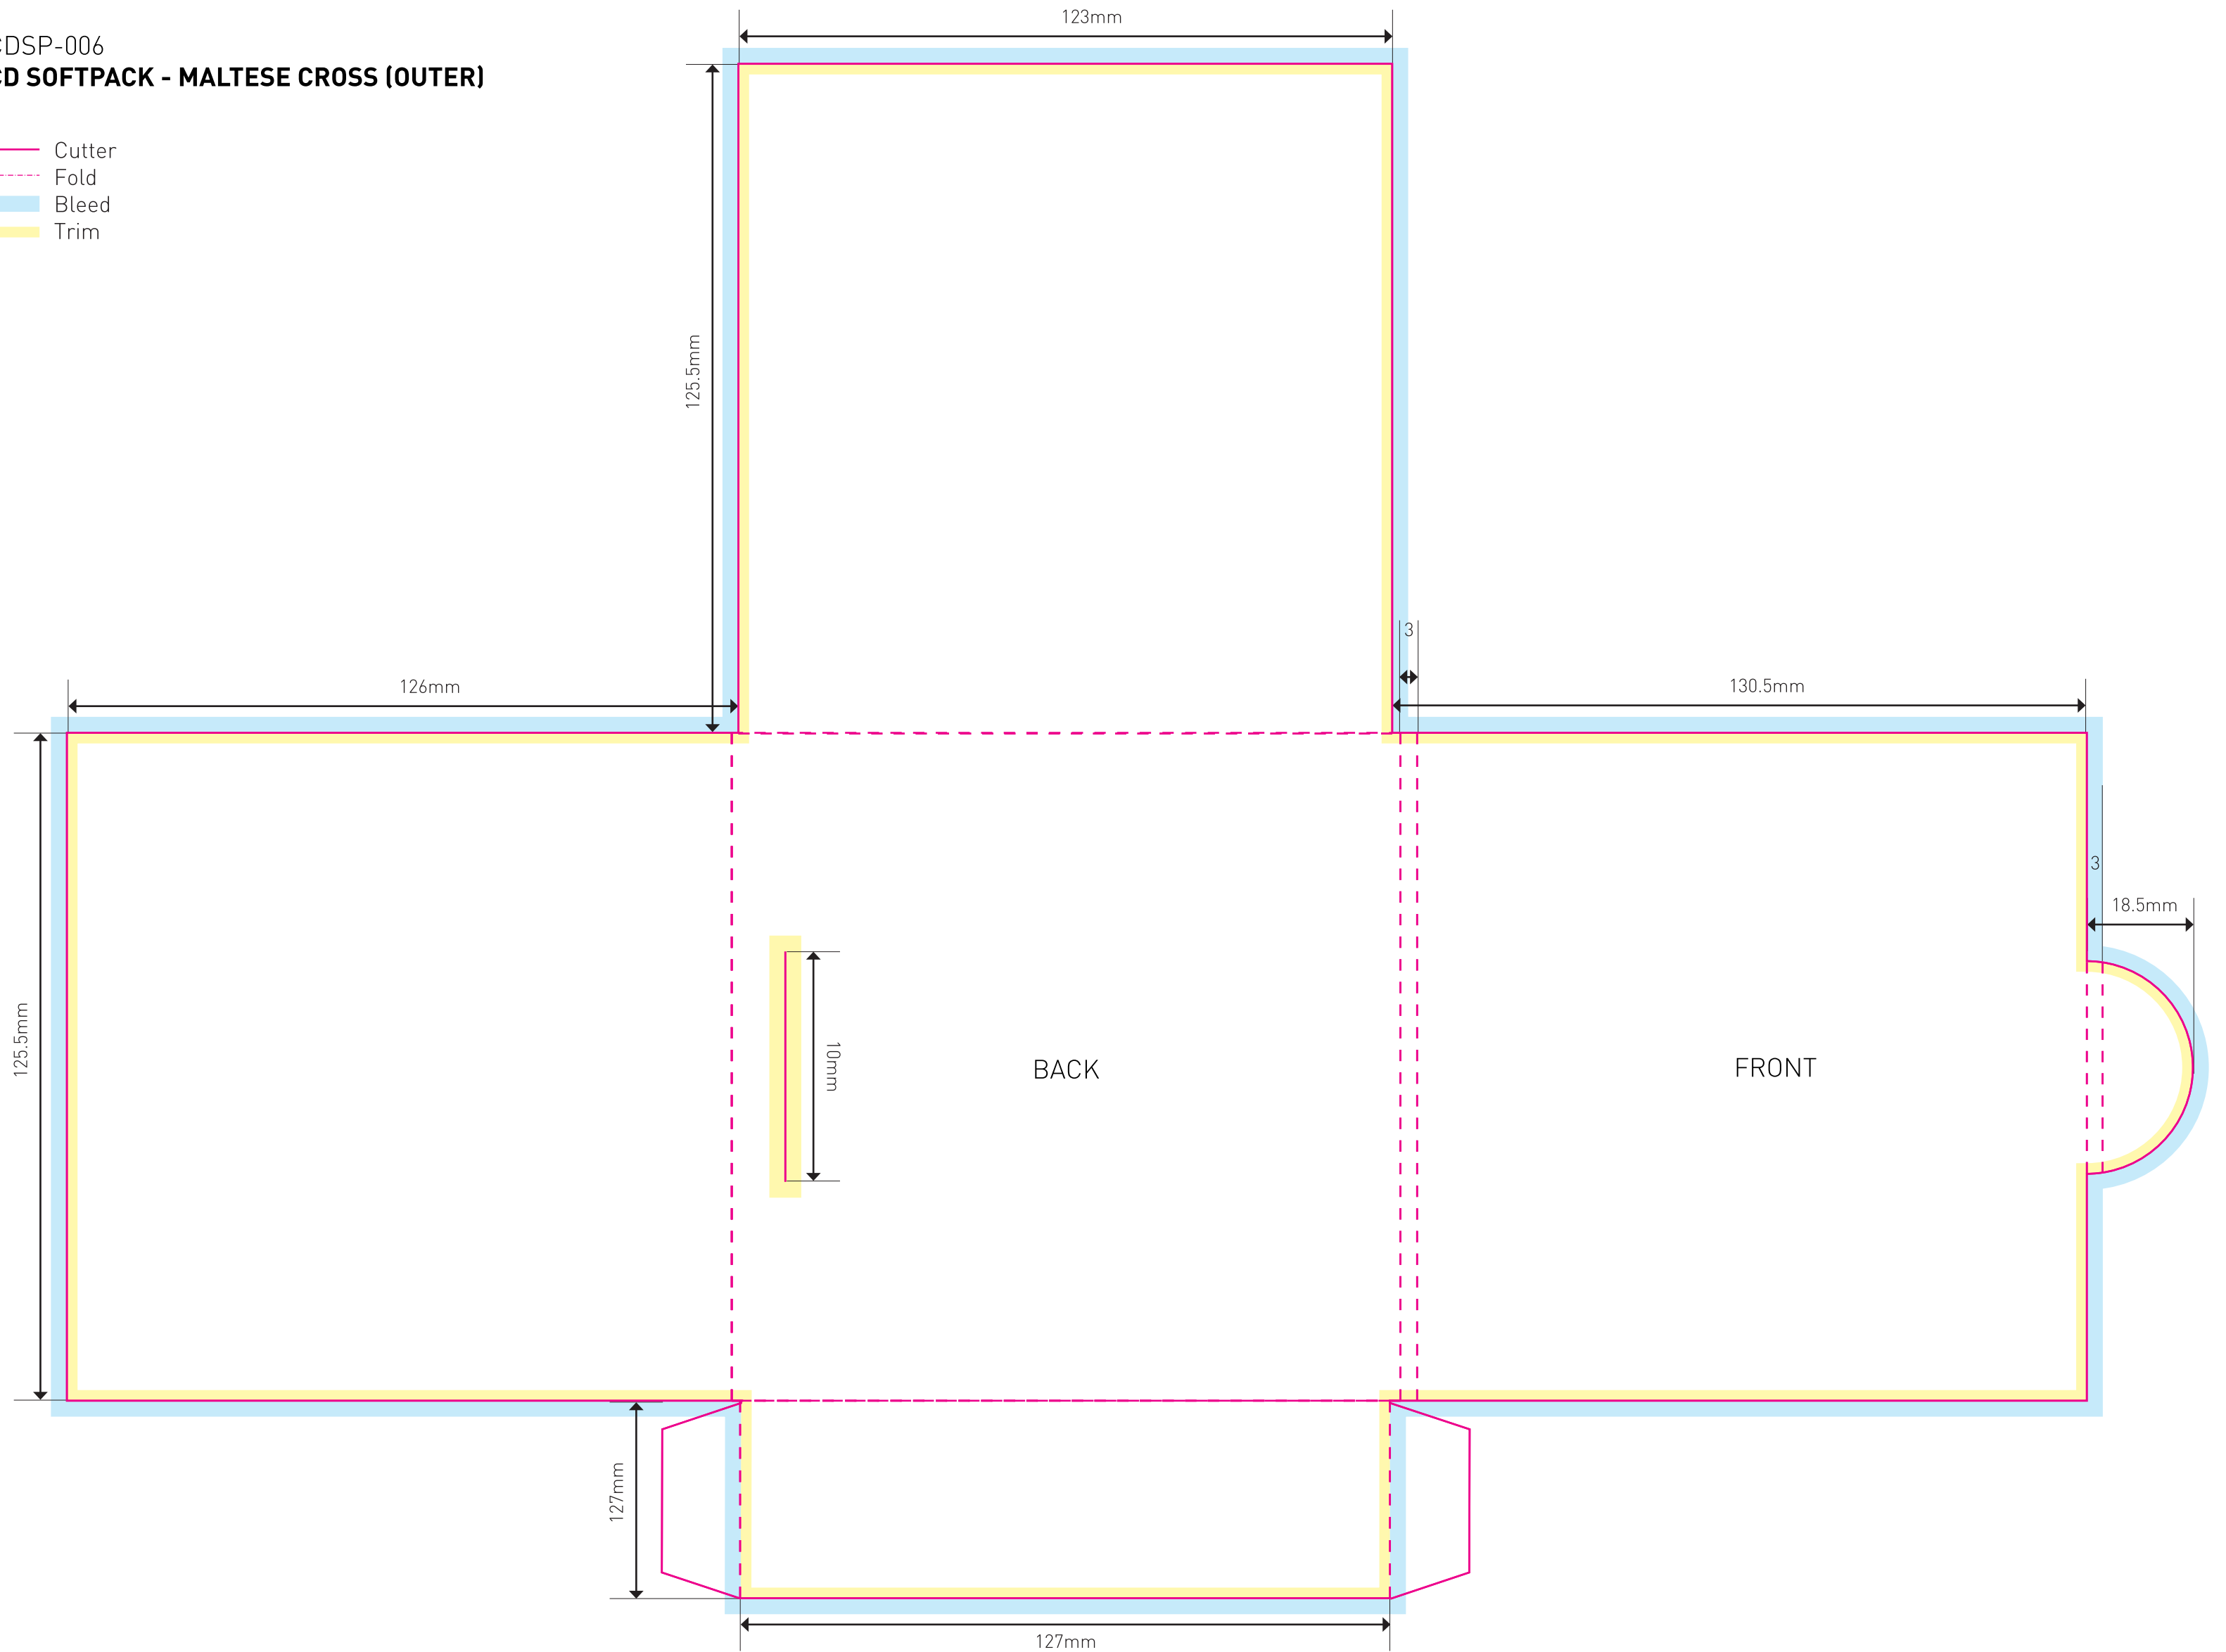 CDSP-006
CD SOFTPACK - MALTESE CROSS (OUTER)
Cutter
Fold
Bleed
Trim
123mm
125.5mm
3
126mm
130.5mm
3
18.5mm
125.5mm
10mm
BACK
FRONT
127mm
127mm